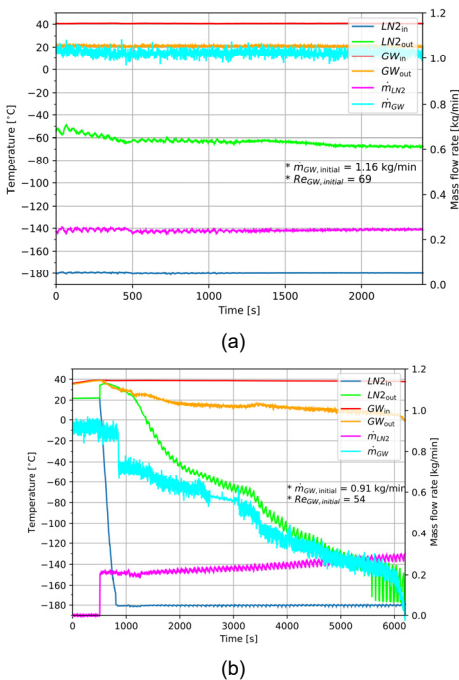 40
20
0
−20
−40
−60
−80
−100
−120
−140
−160
−180
Temperature [°C]
1.2
1.0
0.8
0.6
0.4
0.2
0.0
Mass flow rate [kg/min]
LN2in
LN2out
GWin
GWout
ṁLN2
ṁGW
* ṁGW, initial = 1.16 kg/min
* ReGW, initial = 69
0 500 1000 1500 2000
Time [s]
(a)
40
20
0
−20
−40
−60
−80
−100
−120
−140
−160
−180
Temperature [°C]
1.2
1.0
0.8
0.6
0.4
0.2
0.0
Mass flow rate [kg/min]
LN2in
LN2out
GWin
GWout
ṁLN2
ṁGW
* ṁGW, initial = 0.91 kg/min
* ReGW, initial = 54
0 1000 2000 3000 4000 5000 6000
Time [s]
(b)